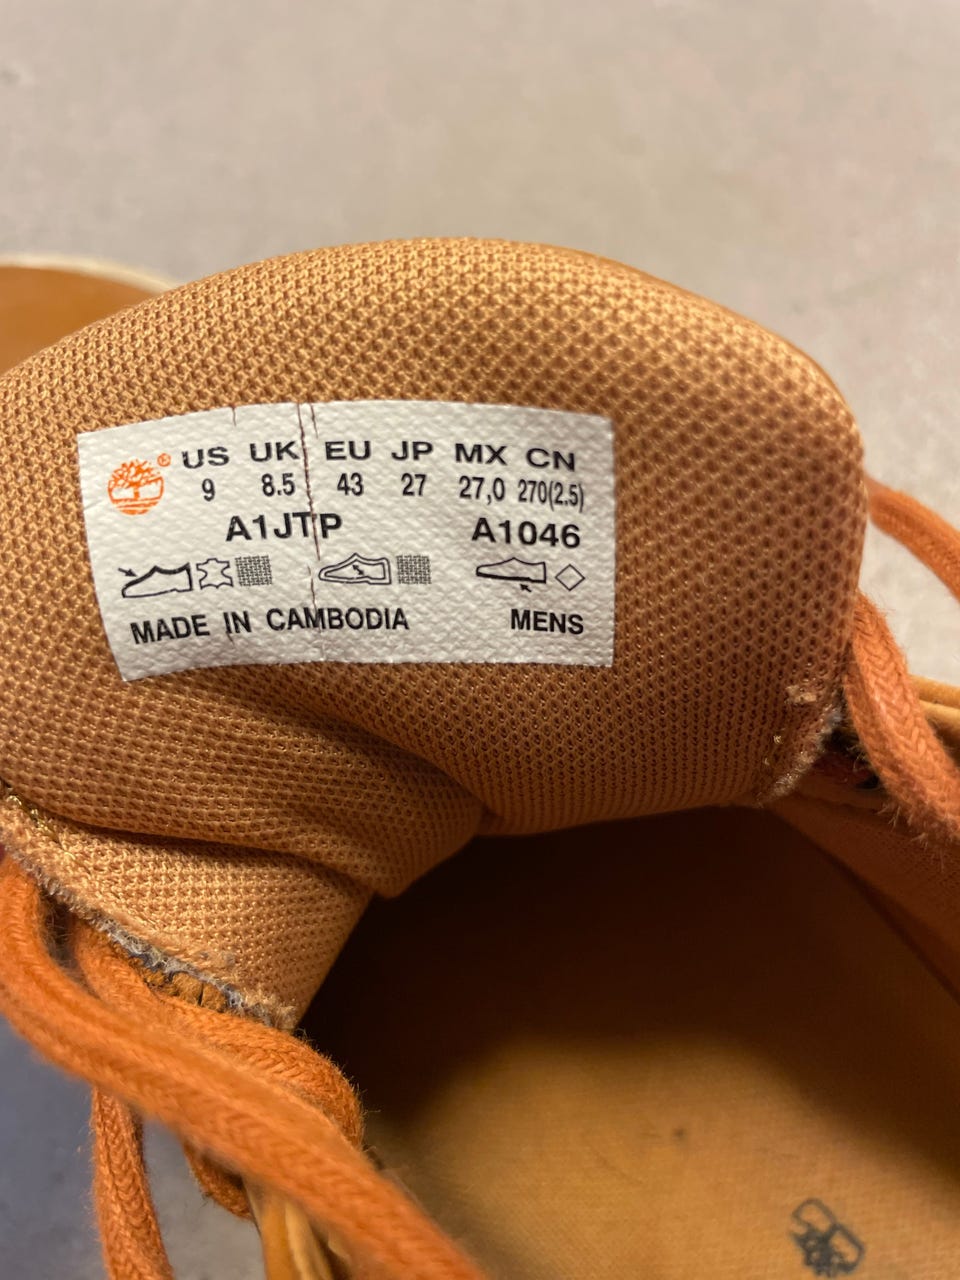 ® US UK EU JP MX CN
9 8.5 43 27 27,0 270(2.5)
A1JTP A1046
MADE IN CAMBODIA MENS